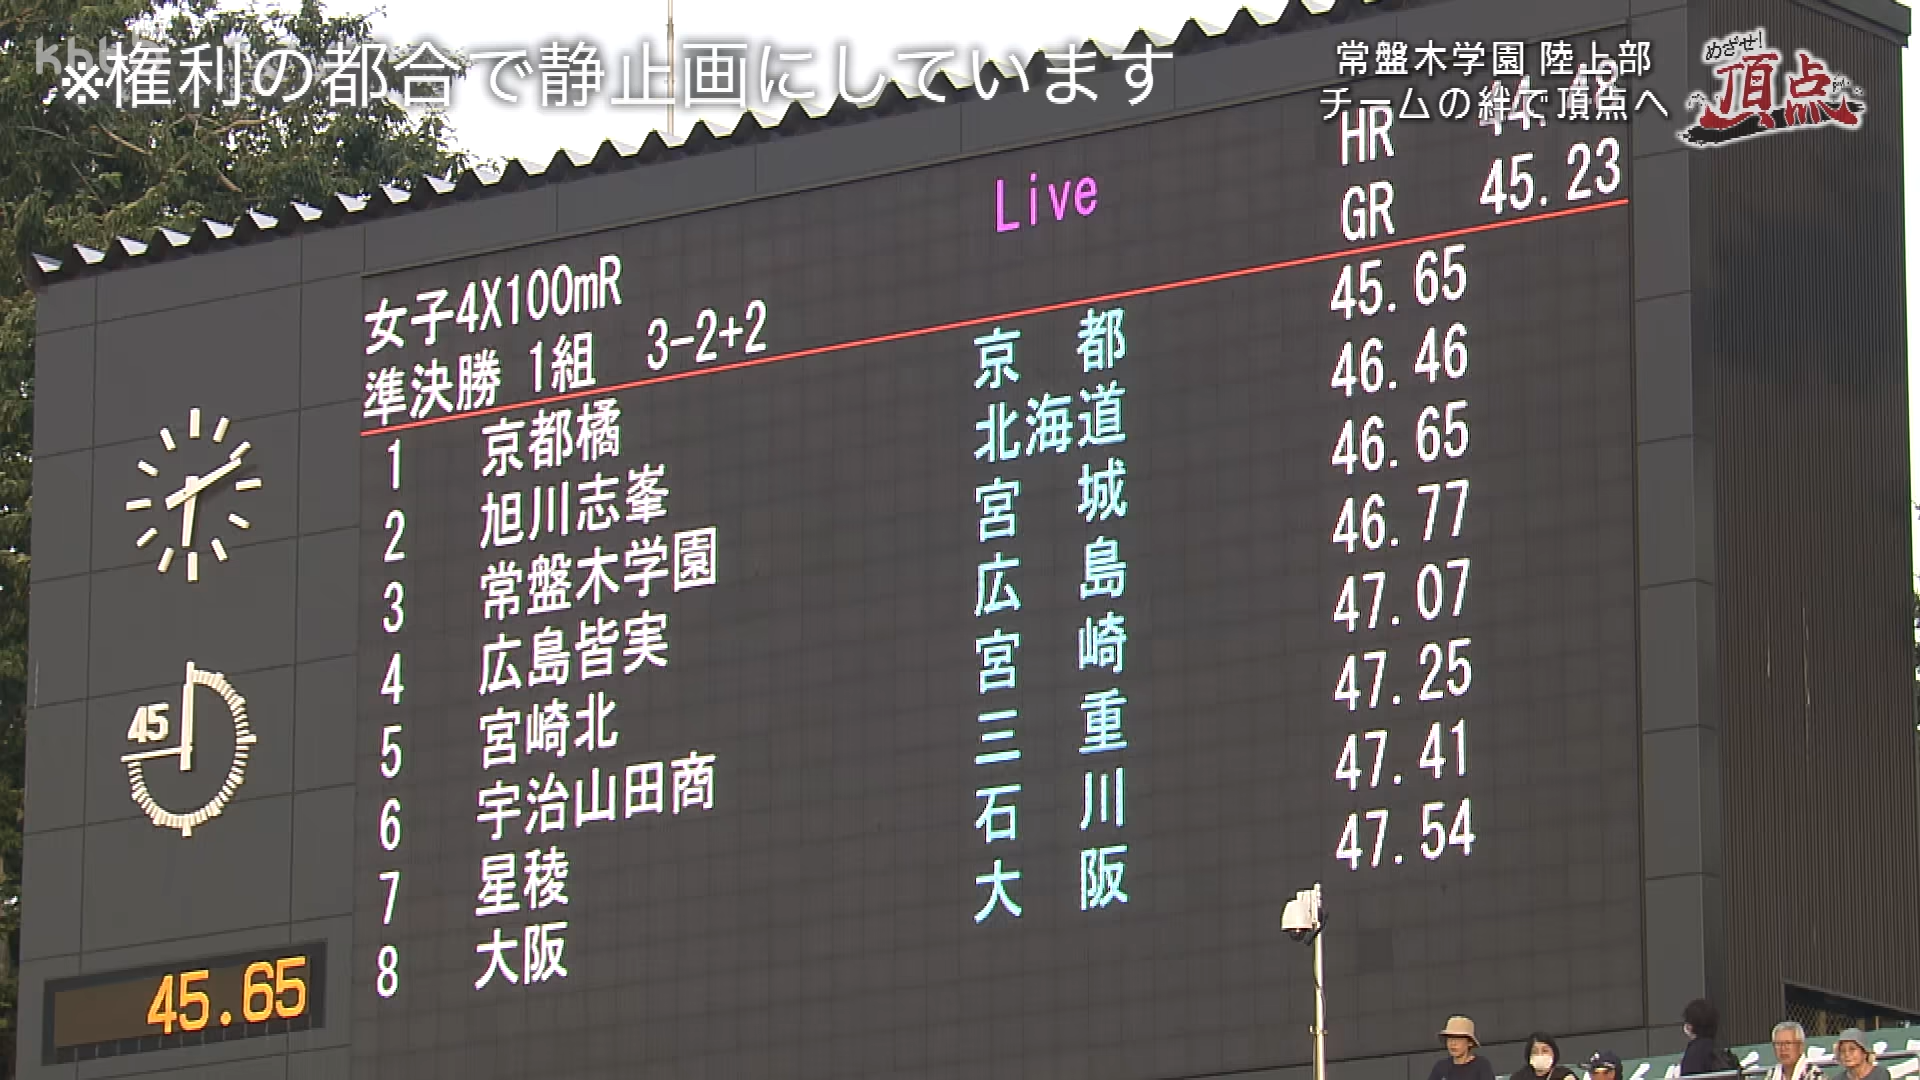 ※権利の都合で静止画にしています
常盤木学園 陸上部
チームの絆で頂点へ
めざせ!
頂点
Live
HR
GR 45.23
女子4X100mR
準決勝 1組 3-2+2
1 京都橘 京都 45.65
2 旭川志峯 北海道 46.46
3 常盤木学園 宮城 46.65
4 広島皆実 広島 46.77
5 宮崎北 宮崎 47.07
6 宇治山田商 三重 47.25
7 星稜 石川 47.41
8 大阪 大阪 47.54
45
45.65